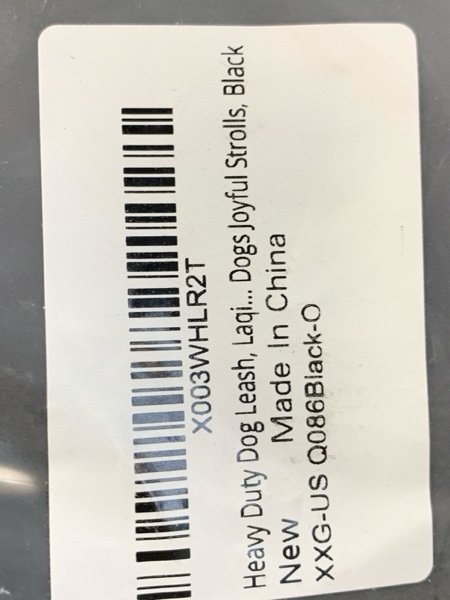 X003WHLR2T
Heavy Duty Dog Leash, Laqi... Dogs Joyful Strolls, Black
New
Made In China
XXG-US Q086Black-O